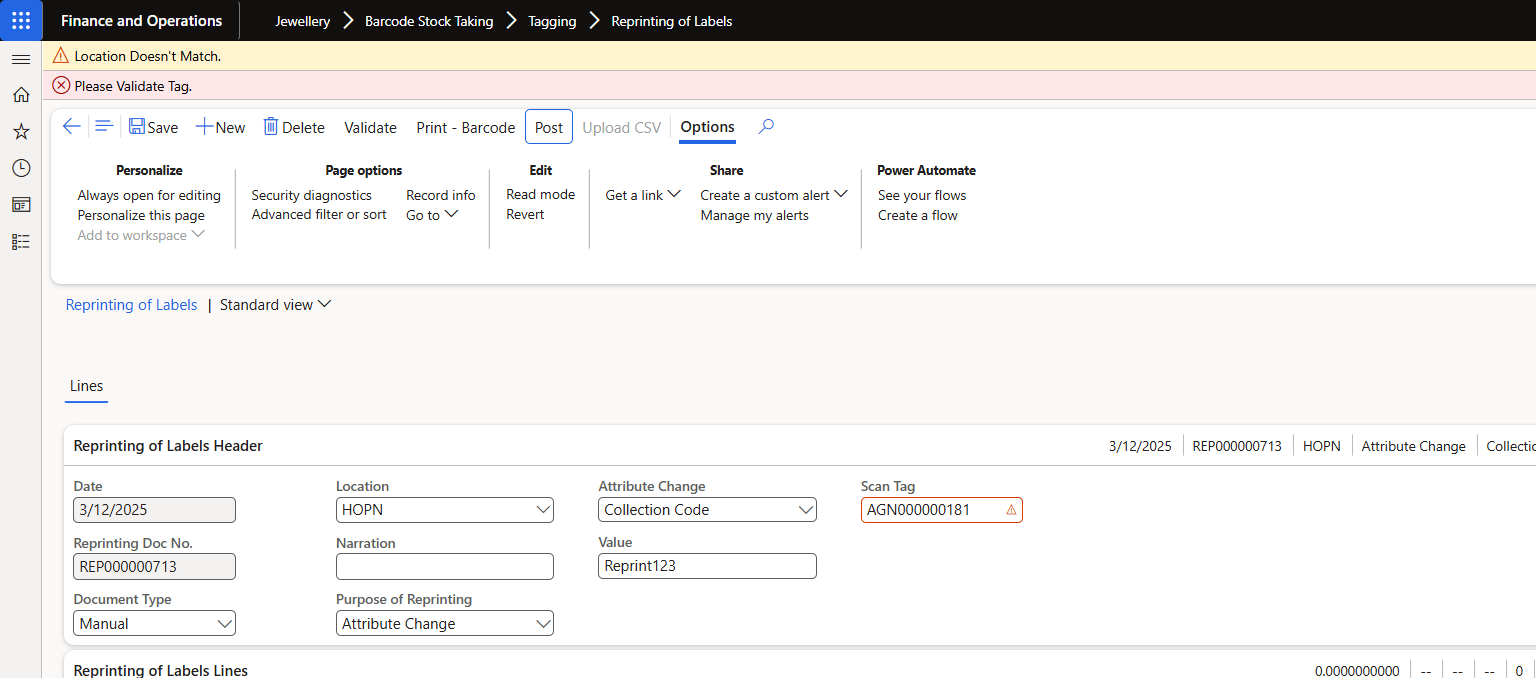 Finance and Operations
Jewellery > Barcode Stock Taking > Tagging > Reprinting of Labels
Location Doesn't Match.
Please Validate Tag.
Save New Delete Validate Print - Barcode Post Upload CSV Options
Personalize
Always open for editing
Personalize this page
Add to workspace
Page options
Security diagnostics
Advanced filter or sort
Record info
Go to
Edit
Read mode
Revert
Share
Get a link
Create a custom alert
Manage my alerts
Power Automate
See your flows
Create a flow
Reprinting of Labels | Standard view
Lines
Reprinting of Labels Header 3/12/2025 REP000000713 HOPN Attribute Change Collectio
Date
3/12/2025
Reprinting Doc No.
REP000000713
Document Type
Manual
Location
HOPN
Narration
Purpose of Reprinting
Attribute Change
Attribute Change
Collection Code
Value
Reprint123
Scan Tag
AGN000000181
Reprinting of Labels Lines 0.0000000000 -- -- -- 0